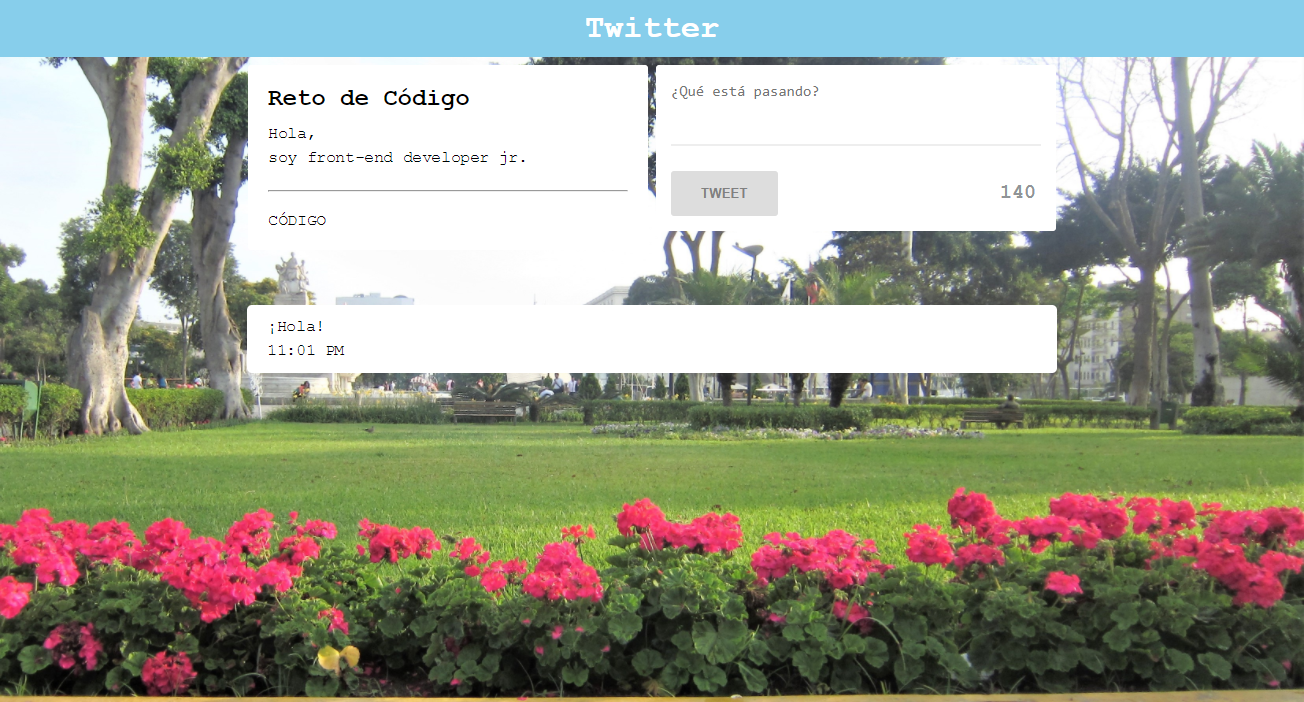 Twitter
Reto de Código
Hola,
soy front-end developer jr.
CÓDIGO
¿Qué está pasando?
TWEET
140
¡Hola!
11:01 PM